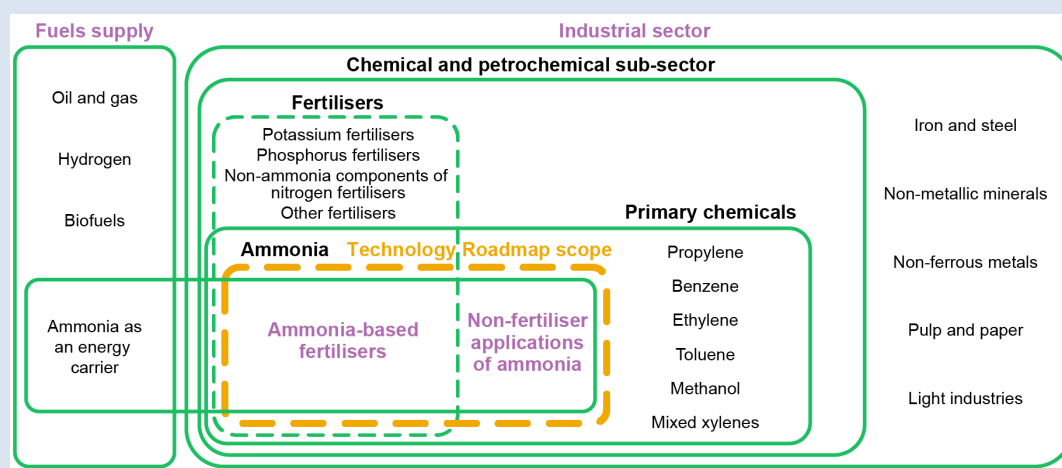 Fuels supply
Industrial sector
Chemical and petrochemical sub-sector
Oil and gas
Hydrogen
Biofuels
Ammonia as
an energy
carrier
Fertilisers
Potassium fertilisers
Phosphorus fertilisers
Non-ammonia components of
nitrogen fertilisers
Other fertilisers
Primary chemicals
Ammonia
Technology Roadmap scope
Ammonia-based
fertilisers
Non-fertiliser
applications
of ammonia
Propylene
Benzene
Ethylene
Toluene
Methanol
Mixed xylenes
Iron and steel
Non-metallic minerals
Non-ferrous metals
Pulp and paper
Light industries